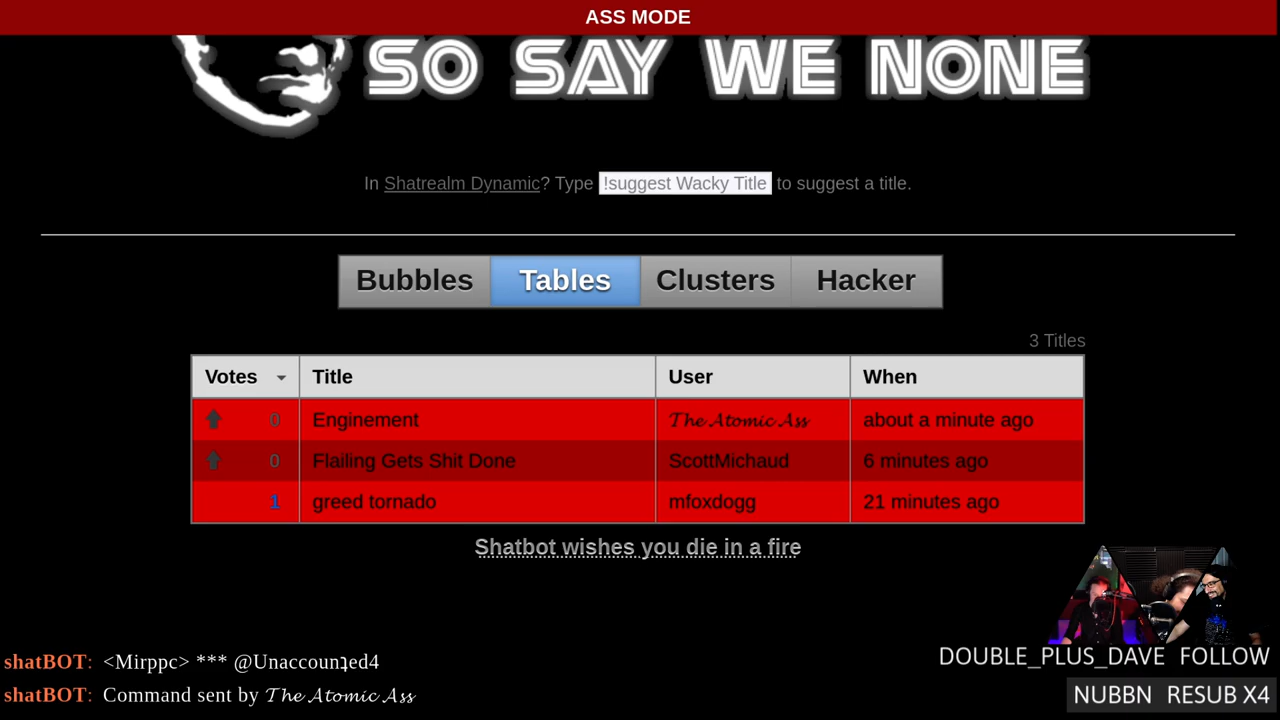 ASS MODE
SO SAY WE NONE
In Shatrealm Dynamic? Type !suggest Wacky Title to suggest a title.
Bubbles Tables Clusters Hacker
3 Titles
Votes Title User When
0 Enginement 𝓣𝓱𝓮 𝓐𝓽𝓸𝓶𝓲𝓬 𝓐𝓼𝓼 about a minute ago
0 Flailing Gets Shit Done ScottMichaud 6 minutes ago
1 greed tornado mfoxdogg 21 minutes ago
Shatbot wishes you die in a fire
shatBOT: <Mirppc> *** @Unaccounʇed4
DOUBLE_PLUS_DAVE FOLLOW
shatBOT: Command sent by 𝓣𝓱𝓮 𝓐𝓽𝓸𝓶𝓲𝓬 𝓐𝓼𝓼
NUBBN RESUB X4